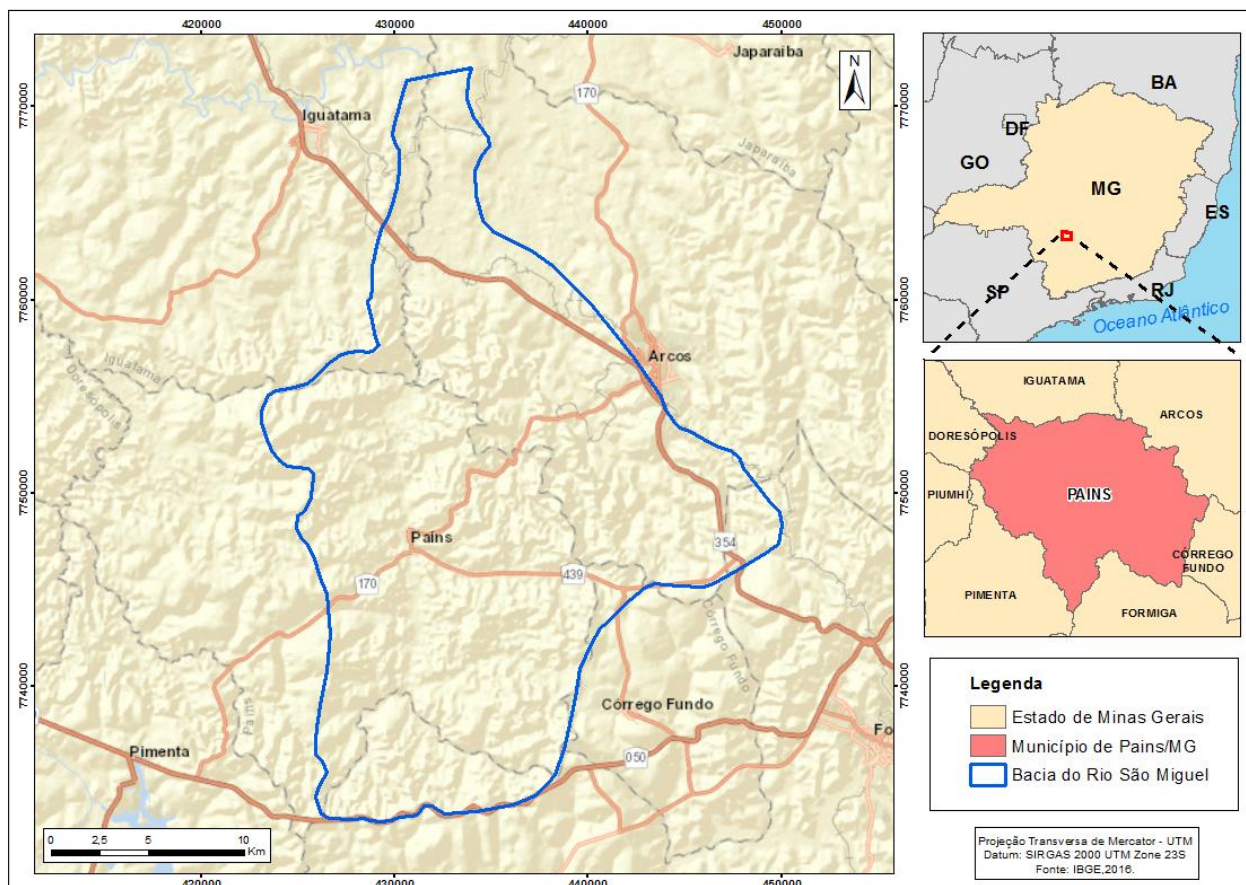 420000
430000
440000
450000
Japaraiba
N
170
7770000
7770000
Iguatama
Japaraiba
7760000
7760000
Arcos
Iguatama
Doresópolis
7750000
7750000
Pains
354
439
170
Córrego Fundo
7740000
7740000
Córrego Fundo
Pains
Fo
050
Pimenta
0 2,5 5 10
Km
420000
430000
440000
450000
BA
DF
GO
MG
ES
SP
RJ
Oceano Atlântico
IGUATAMA
ARCOS
DORESÓPOLIS
PIUMHI
PAINS
CÓRREGO
FUNDO
PIMENTA
FORMIGA
Legenda
Estado de Minas Gerais
Município de Pains/MG
Bacia do Rio São Miguel
Projeção Transversa de Mercator - UTM
Datum: SIRGAS 2000 UTM Zone 23S
Fonte: IBGE,2016.